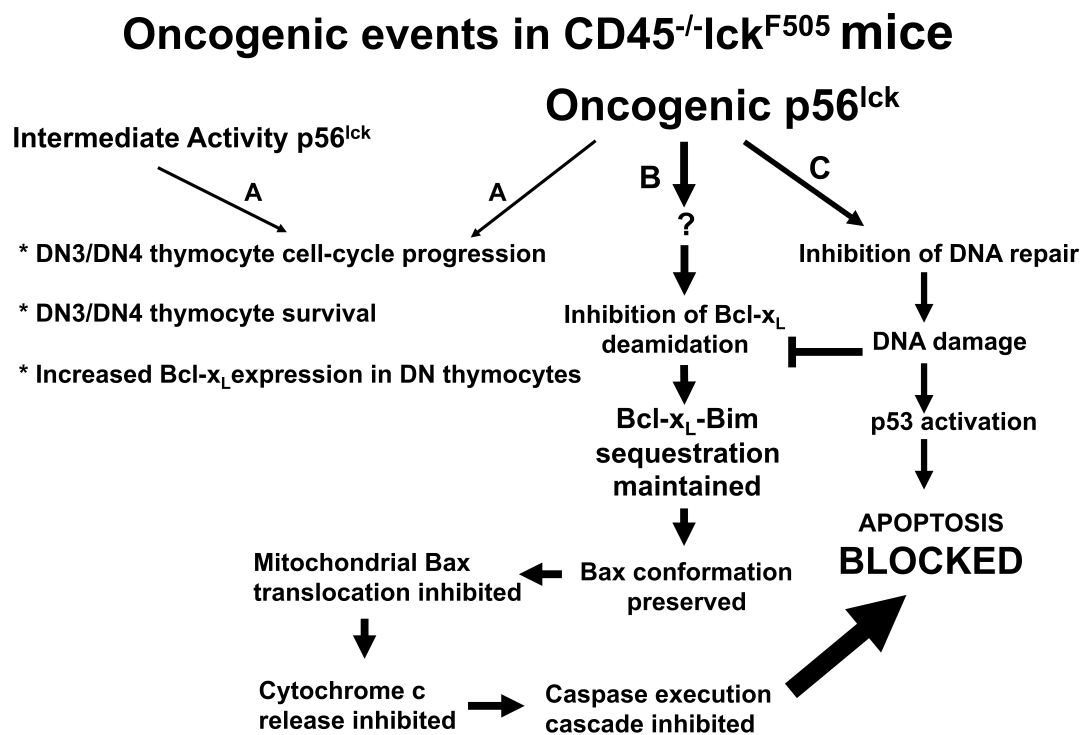 Oncogenic events in CD45-/-lckF505 mice
Oncogenic p56lck
Intermediate Activity p56lck
A
A
B
C
?
* DN3/DN4 thymocyte cell-cycle progression
* DN3/DN4 thymocyte survival
* Increased Bcl-xLexpression in DN thymocytes
Inhibition of Bcl-xL
deamidation
Bcl-xL-Bim
sequestration
maintained
Inhibition of DNA repair
DNA damage
p53 activation
APOPTOSIS
BLOCKED
Bax conformation
preserved
Mitochondrial Bax
translocation inhibited
Cytochrome c
release inhibited
Caspase execution
cascade inhibited